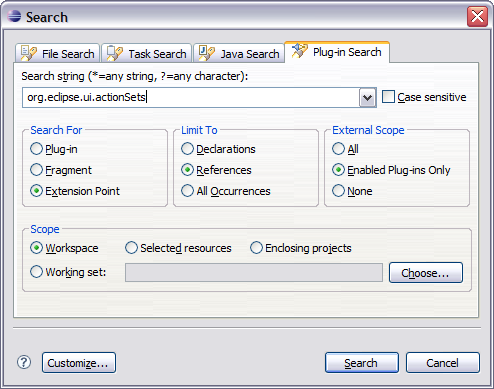 Search
File Search Task Search Java Search Plug-in Search
Search string (*=any string, ?=any character):
org.eclipse.ui.actionSets Case sensitive
Search For Limit To External Scope
Plug-in Declarations All
Fragment References Enabled Plug-ins Only
Extension Point All Occurrences None
Scope
Workspace Selected resources Enclosing projects
Working set: Choose...
? Customize... Search Cancel